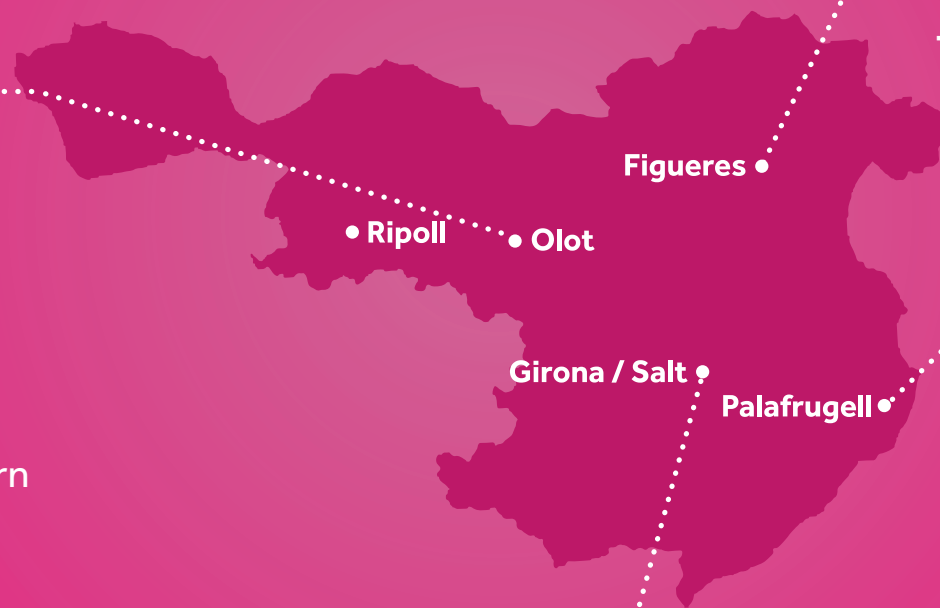 Figueres
Ripoll
Olot
Girona / Salt
Palafrugell
rn